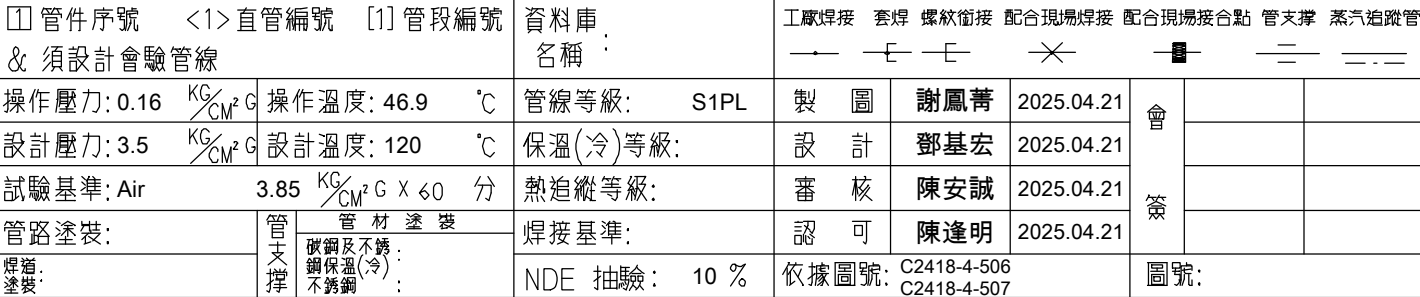 1 管件序號 <1>直管編號 [1] 管段編號
& 須設計會驗管線
資料庫名稱:
工廠焊接 套焊 螺紋銜接 配合現場焊接 配合現場接合點 管支撐 蒸汽追蹤管
操作壓力: 0.16 KG/CM² G 操作溫度: 46.9 °C 管線等級: S1PL 製圖 謝鳳菁 2025.04.21 會簽
設計壓力: 3.5 KG/CM² G 設計溫度: 120 °C 保溫(冷)等級: 設計 鄧基宏 2025.04.21
試驗基準: Air 3.85 KG/CM² G X 60 分 熱追縱等級: 審核 陳安誠 2025.04.21
管路塗裝: 管支撐 管材塗裝 焊接基準: 認可 陳逢明 2025.04.21
碳鋼及不銹鋼保溫(冷):
焊道塗裝: 不銹鋼: NDE 抽驗: 10 % 依據圖號: C2418-4-506
C2418-4-507
圖號: